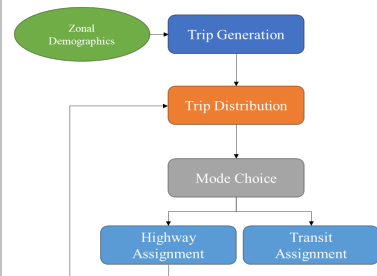 Zonal
Demographics
Trip Generation
Trip Distribution
Mode Choice
Highway
Assignment
Transit
Assignment